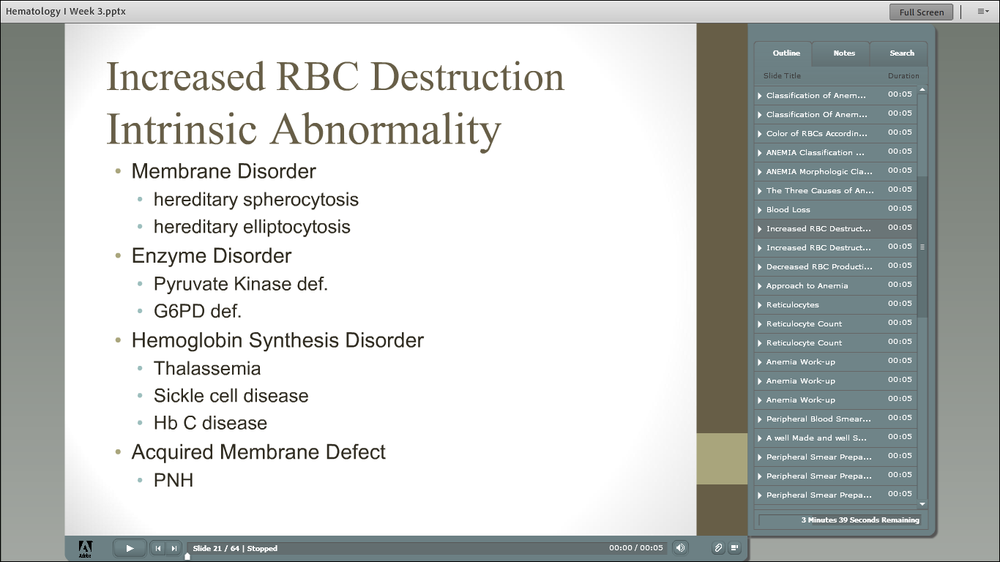 Hematology I Week 3.pptx
Full Screen
Increased RBC Destruction
Intrinsic Abnormality
• Membrane Disorder
• hereditary spherocytosis
• hereditary elliptocytosis
• Enzyme Disorder
• Pyruvate Kinase def.
• G6PD def.
• Hemoglobin Synthesis Disorder
• Thalassemia
• Sickle cell disease
• Hb C disease
• Acquired Membrane Defect
• PNH
Outline Notes Search
Slide Title Duration
Classification of Anem... 00:05
Classification Of Anem... 00:05
Color of RBCs Accordin... 00:05
ANEMIA Classification ... 00:05
ANEMIA Morphologic Cla... 00:05
The Three Causes of An... 00:05
Blood Loss 00:05
Increased RBC Destruct... 00:05
Increased RBC Destruct... 00:05
Decreased RBC Producti... 00:05
Approach to Anemia 00:05
Reticulocytes 00:05
Reticulocyte Count 00:05
Reticulocyte Count 00:05
Anemia Work-up 00:05
Anemia Work-up 00:05
Anemia Work-up 00:05
Peripheral Blood Smear... 00:05
A well Made and well S... 00:05
Peripheral Smear Prepa... 00:05
Peripheral Smear Prepa... 00:05
Peripheral Smear Prepa... 00:05
3 Minutes 39 Seconds Remaining
Adobe
Slide 21 / 64 | Stopped 00:00 / 00:05